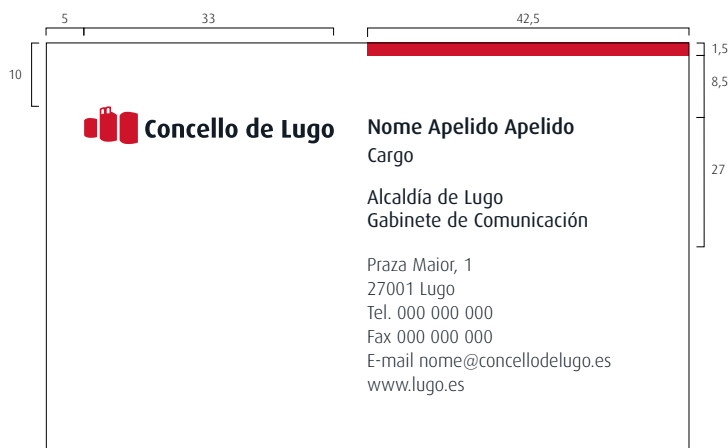 5
33
42,5
10
1,5
8,5
27
Concello de Lugo
Nome Apelido Apelido
Cargo
Alcaldía de Lugo
Gabinete de Comunicación
Praza Maior, 1
27001 Lugo
Tel. 000 000 000
Fax 000 000 000
E-mail nome@concellodelugo.es
www.lugo.es